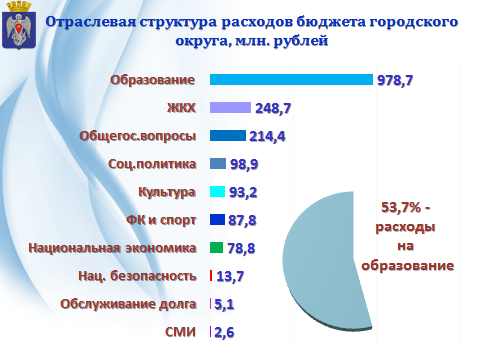 Отраслевая структура расходов бюджета городского
округа, млн. рублей
Образование 978,7
ЖКХ 248,7
Общегос.вопросы 214,4
Соц.политика 98,9
Культура 93,2
ФК и спорт 87,8
Национальная экономика 78,8
Нац. безопасность 13,7
Обслуживание долга 5,1
СМИ 2,6
53,7% -
расходы
на
образование